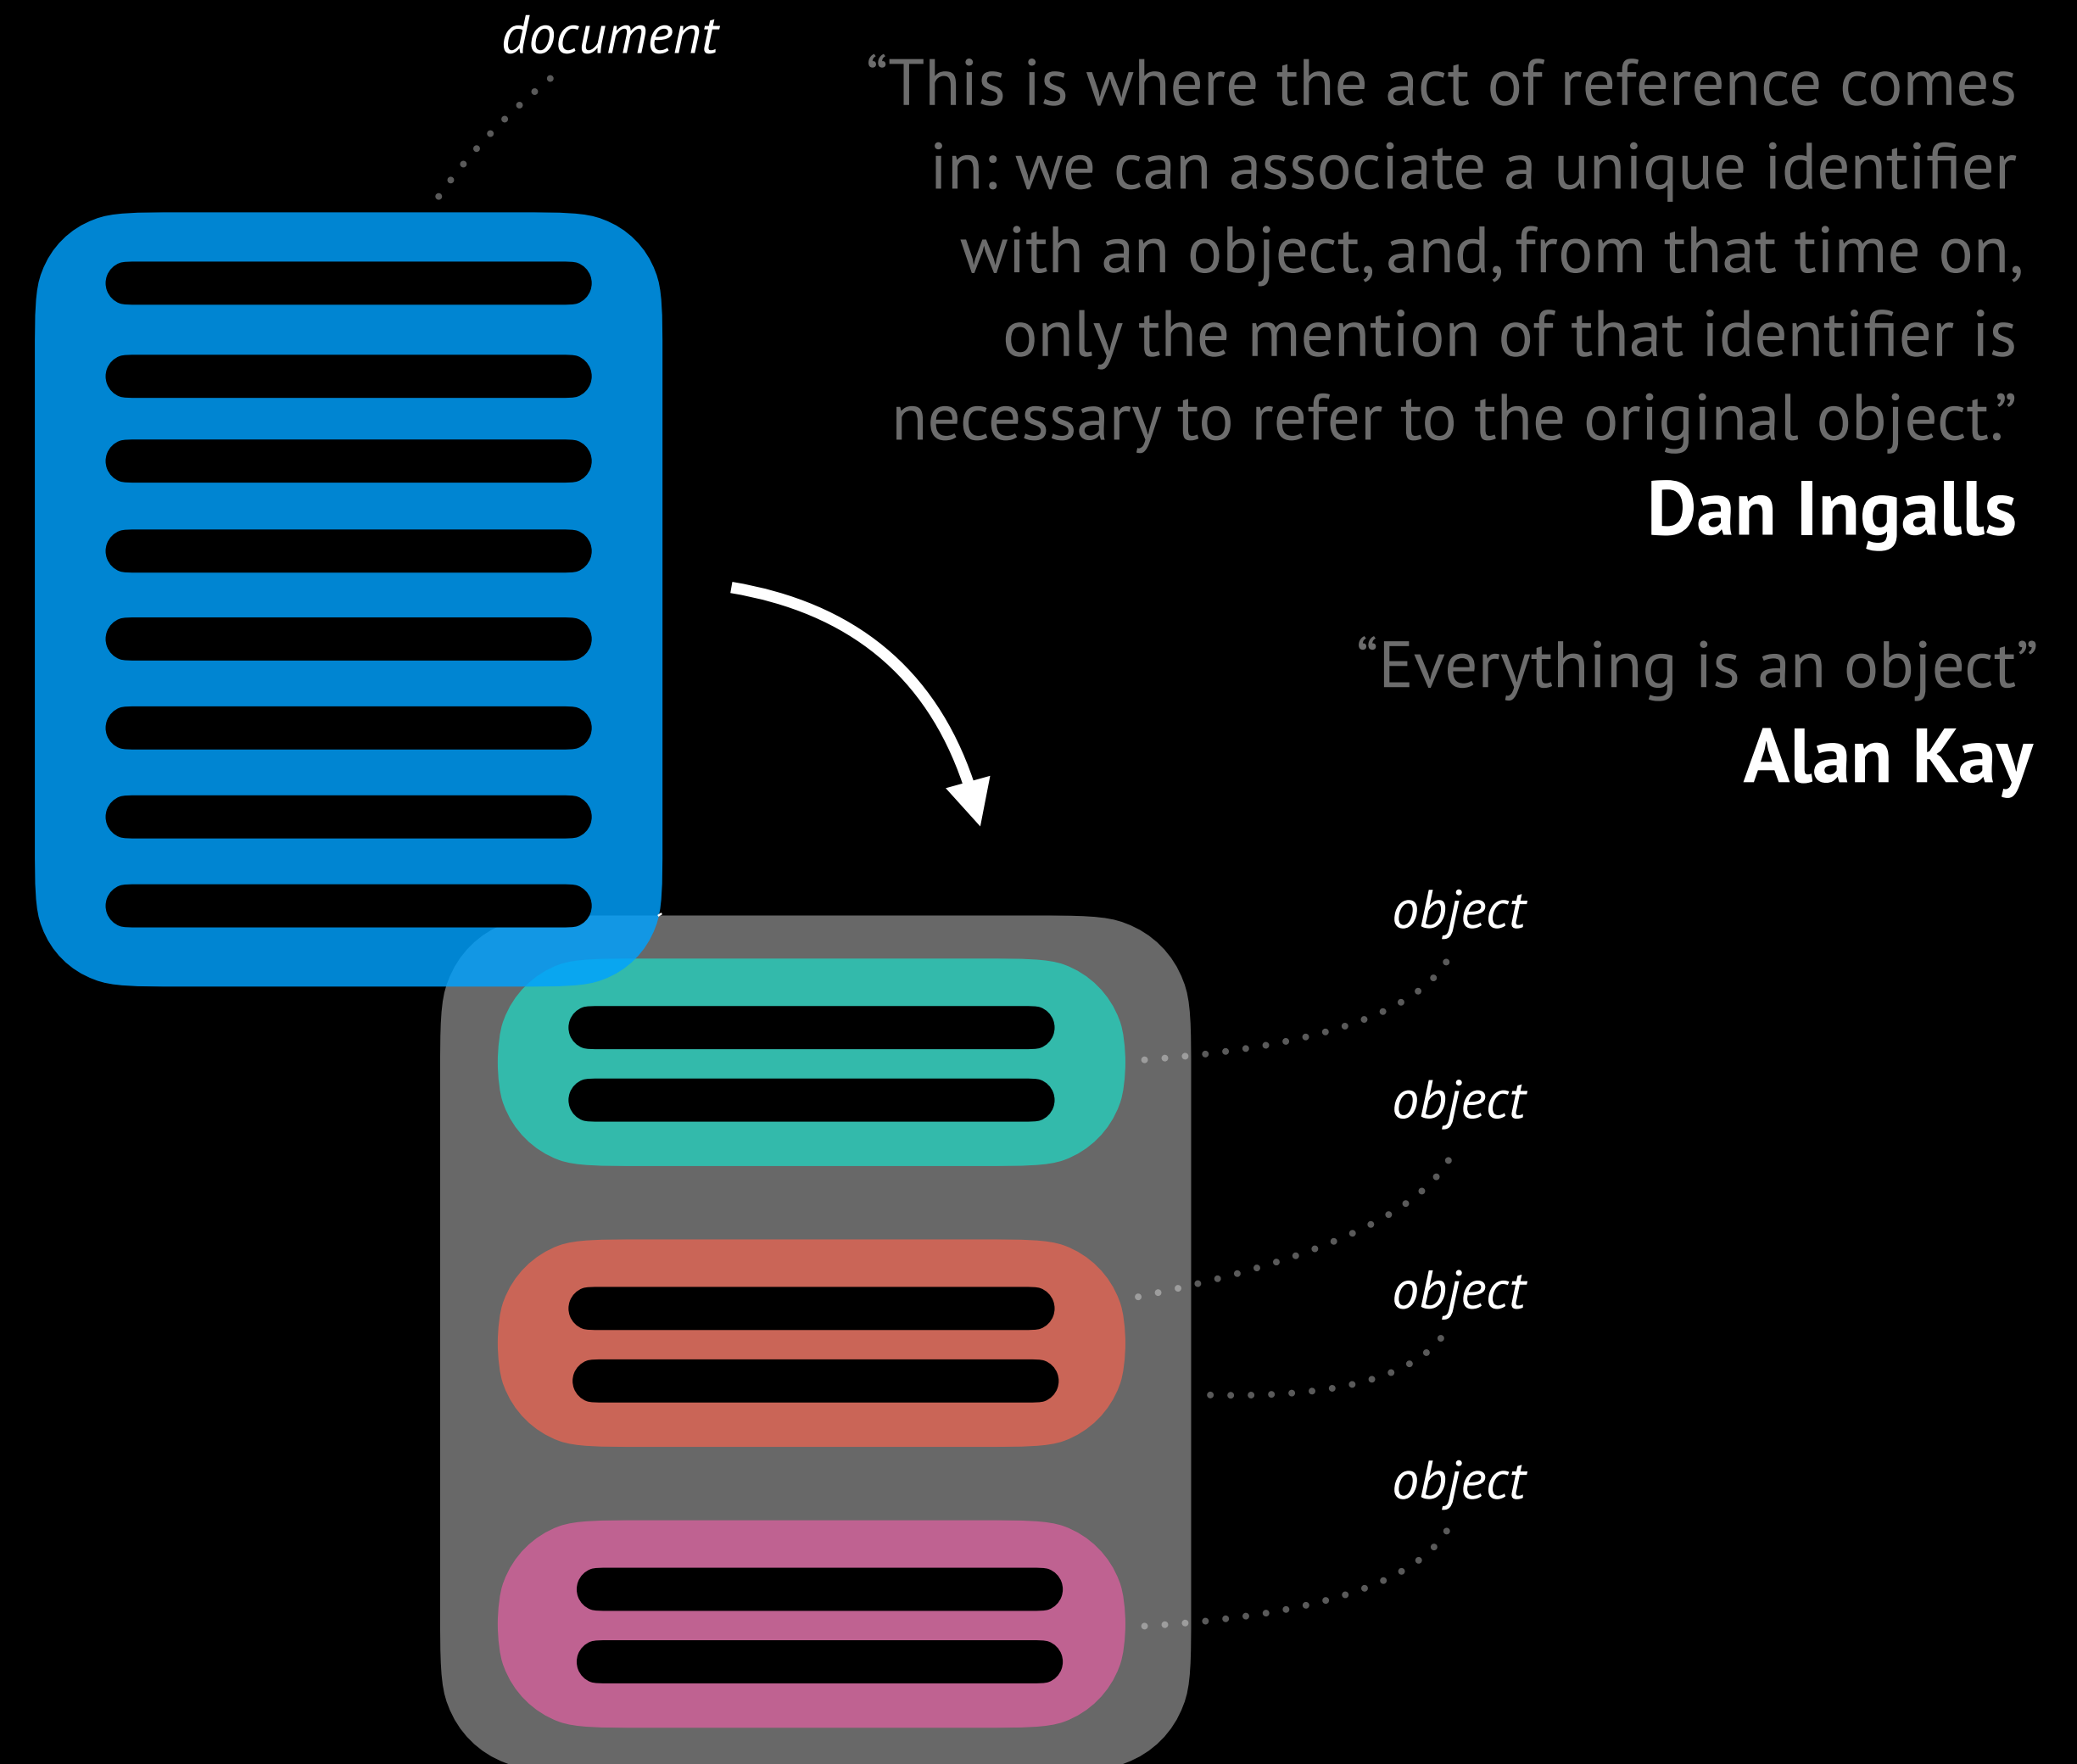 document
“This is where the act of reference comes
in: we can associate a unique identifier
with an object, and, from that time on,
only the mention of that identifier is
necessary to refer to the original object.”
Dan Ingalls
“Everything is an object”
Alan Kay
object
object
object
object